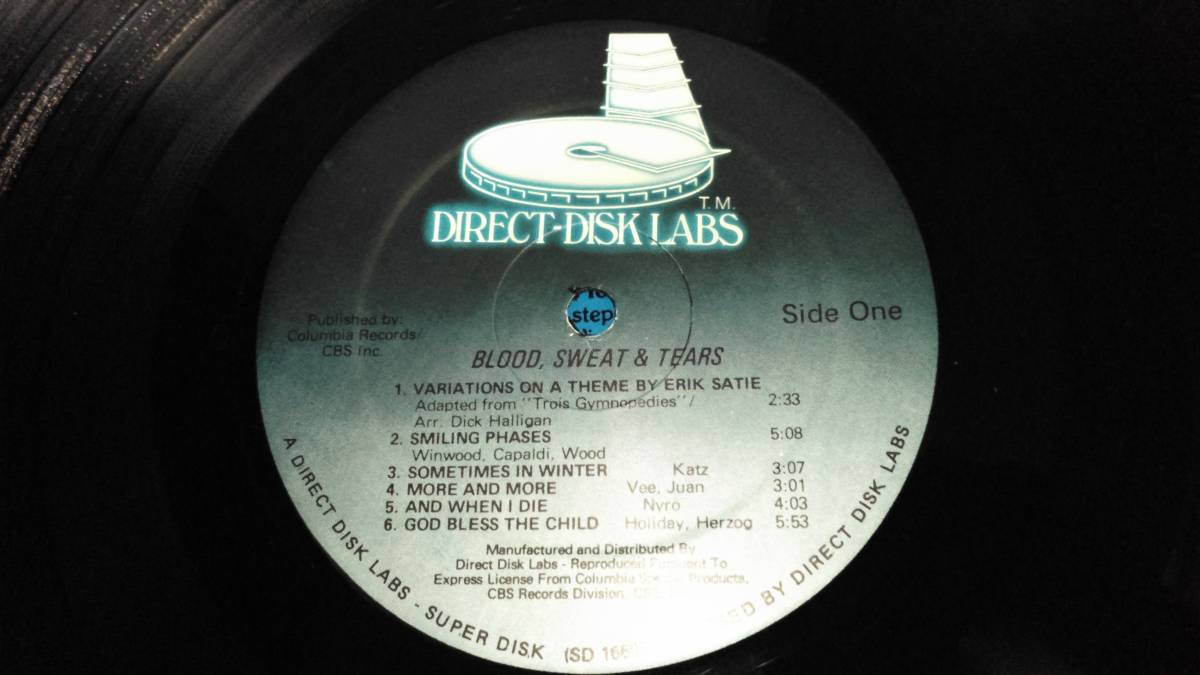 T.M.
DIRECT-DISK LABS
step
Side One
Published by:
Columbia Records/
CBS Inc.
BLOOD, SWEAT & TEARS
1. VARIATIONS ON A THEME BY ERIK SATIE
Adapted from "Trois Gymnopedies"/ 2:33
Arr. Dick Halligan
2. SMILING PHASES 5:08
Winwood, Capaldi, Wood
3. SOMETIMES IN WINTER Katz 3:07
4. MORE AND MORE Vee, Juan 3:01
5. AND WHEN I DIE Nyro 4:03
6. GOD BLESS THE CHILD Holiday, Herzog 5:53
Manufactured and Distributed By
Direct Disk Labs - Reproduced Pursuant To
Express License From Columbia Products,
CBS Records Division,
A DIRECT DISK LABS - SUPER DISK (SD BY DIRECT DISK LABS